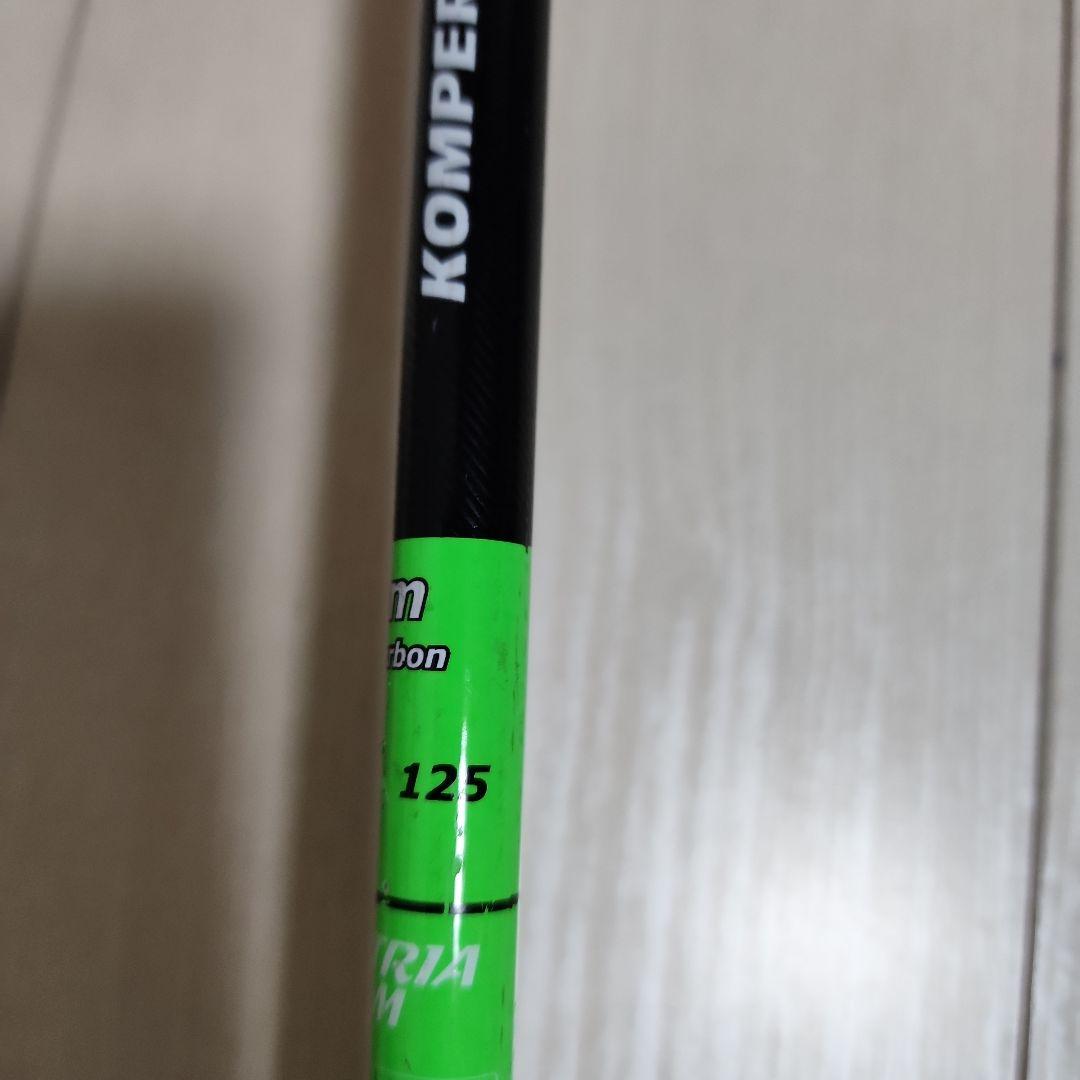 KOMPER
m
rbon
125
TRIA
M